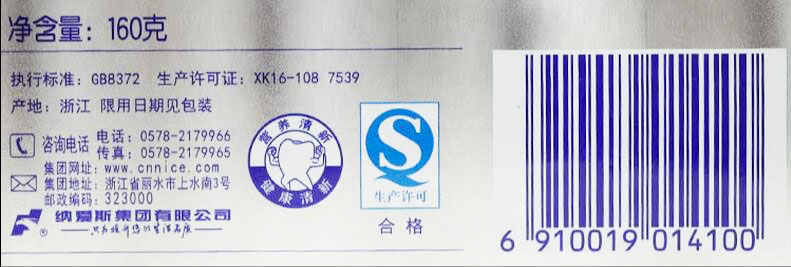 净含量：160克
执行标准：GB8372 生产许可证：XK16-108 7539
产地：浙江 限用日期见包装
咨询电话 电话：0578-2179966
传真：0578-2179965
集团网址：www.cnnice.com
集团地址：浙江省丽水市上水南3号
邮政编码：323000
纳爱斯集团有限公司
只为提升您的生活品质
营养清新
健康清新
生产许可
合格
6 910019 014100